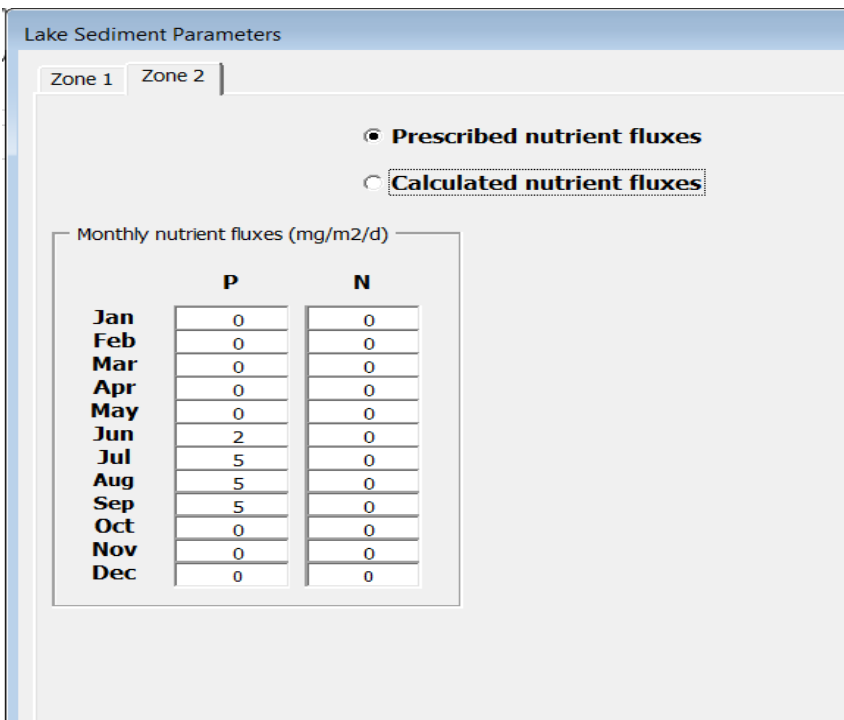 Lake Sediment Parameters
Zone 1 Zone 2
Prescribed nutrient fluxes
Calculated nutrient fluxes
Monthly nutrient fluxes (mg/m2/d)
P N
Jan 0 0
Feb 0 0
Mar 0 0
Apr 0 0
May 0 0
Jun 2 0
Jul 5 0
Aug 5 0
Sep 5 0
Oct 0 0
Nov 0 0
Dec 0 0